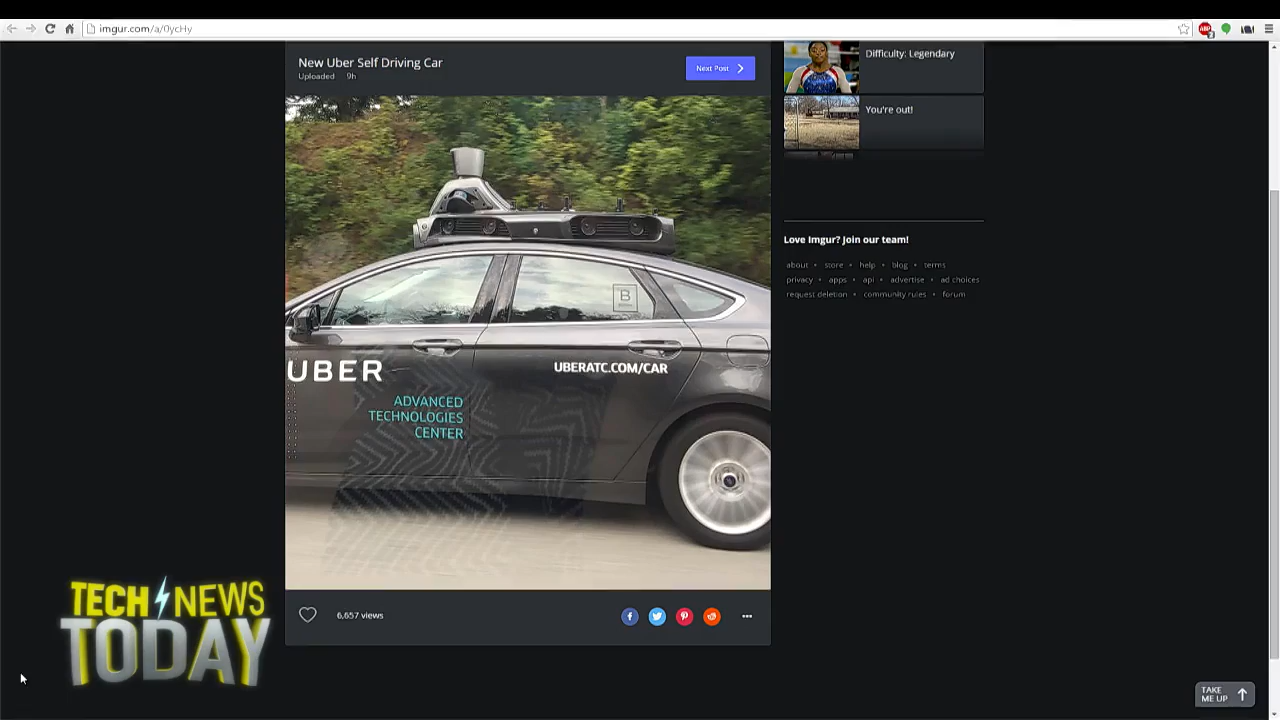 imgur.com/a/0ycHy
ABP
New Uber Self Driving Car
Uploaded 9h
Next Post
Difficulty: Legendary
You're out!
Love Imgur? Join our team!
about • store • help • blog • terms
privacy • apps • api • advertise • ad choices
request deletion • community rules • forum
B
UBER
UBERATC.COM/CAR
ADVANCED
TECHNOLOGIES
CENTER
6,657 views
TECH NEWS
TODAY
TAKE
ME UP